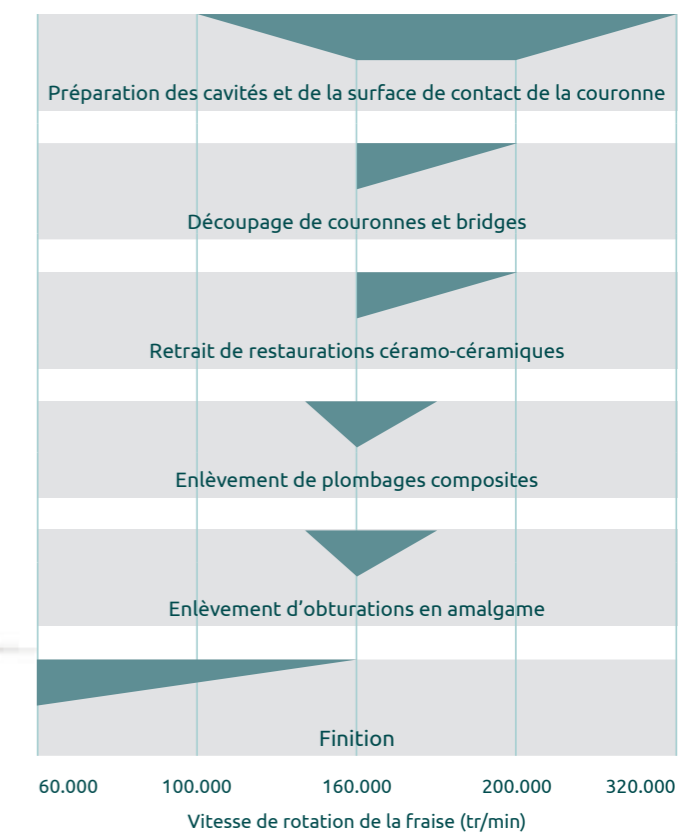 Préparation des cavités et de la surface de contact de la couronne
Découpage de couronnes et bridges
Retrait de restaurations céramo-céramiques
Enlèvement de plombages composites
Enlèvement d’obturations en amalgame
Finition
60.000 100.000 160.000 200.000 320.000
Vitesse de rotation de la fraise (tr/min)